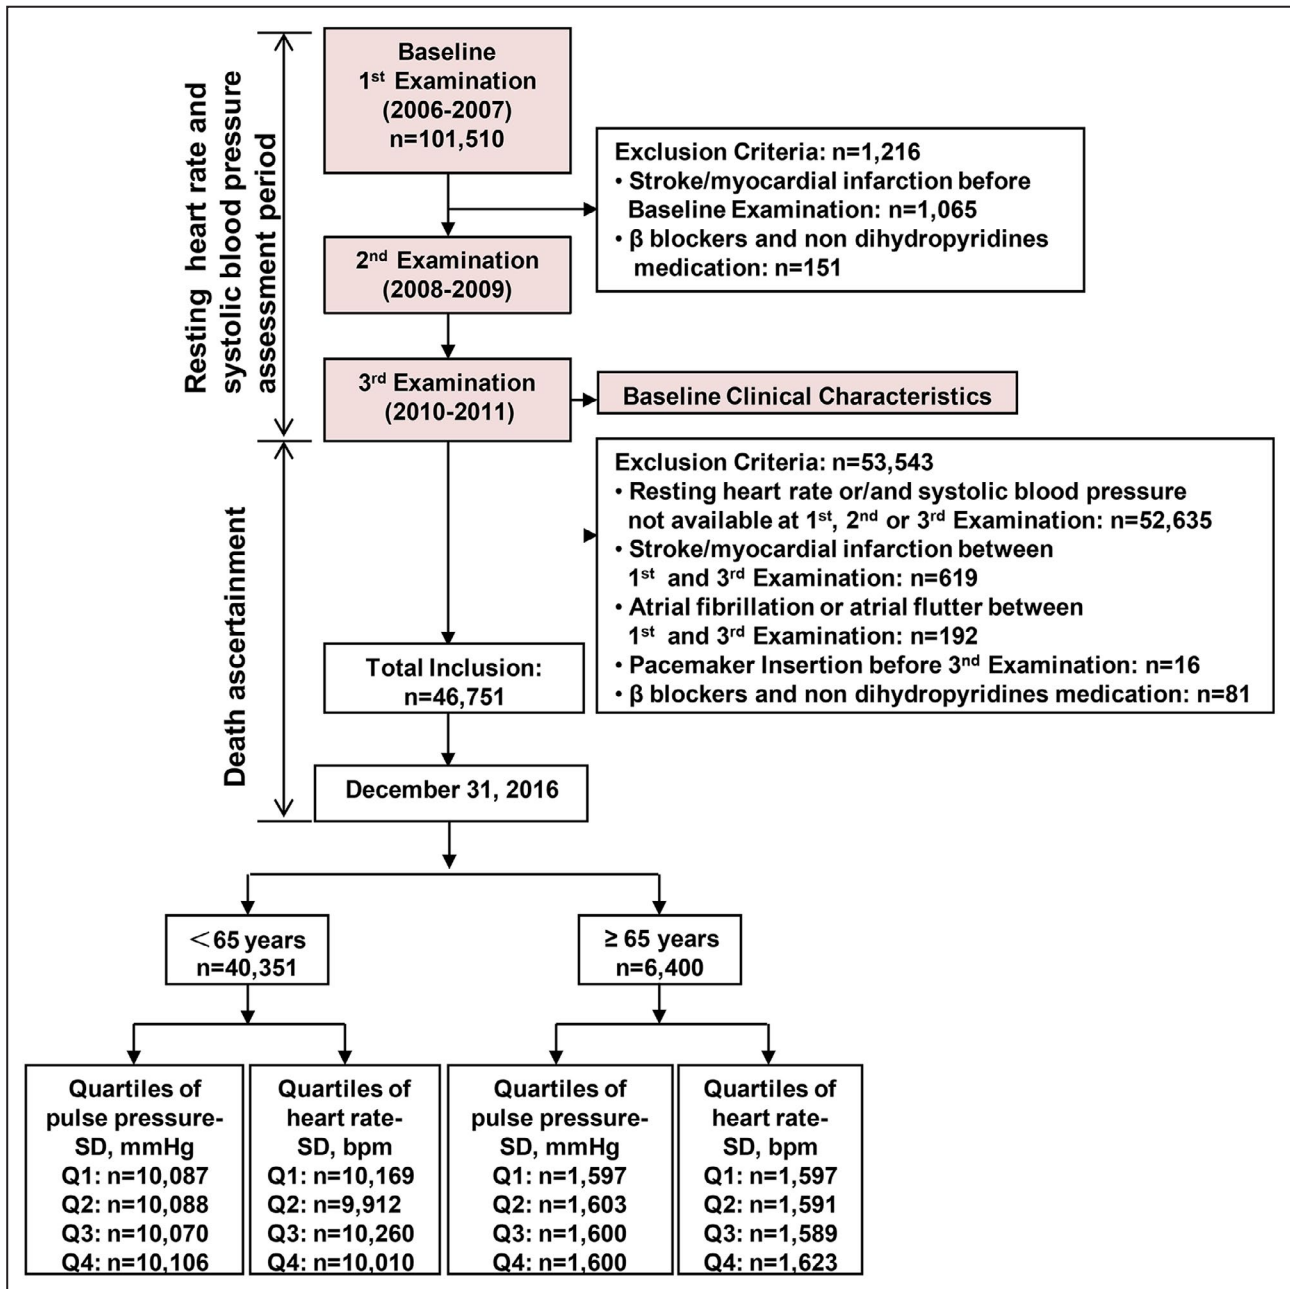 Resting heart rate and
systolic blood pressure
assessment period
Baseline
1st Examination
(2006-2007)
n=101,510
Exclusion Criteria: n=1,216
• Stroke/myocardial infarction before
Baseline Examination: n=1,065
• β blockers and non dihydropyridines
medication: n=151
2nd Examination
(2008-2009)
3rd Examination
(2010-2011)
Baseline Clinical Characteristics
Death ascertainment
Exclusion Criteria: n=53,543
• Resting heart rate or/and systolic blood pressure
not available at 1st, 2nd or 3rd Examination: n=52,635
• Stroke/myocardial infarction between
1st and 3rd Examination: n=619
• Atrial fibrillation or atrial flutter between
1st and 3rd Examination: n=192
• Pacemaker Insertion before 3nd Examination: n=16
• β blockers and non dihydropyridines medication: n=81
Total Inclusion:
n=46,751
December 31, 2016
<65 years
n=40,351
≥ 65 years
n=6,400
Quartiles of
pulse pressure-
SD, mmHg
Q1: n=10,087
Q2: n=10,088
Q3: n=10,070
Q4: n=10,106
Quartiles of
heart rate-
SD, bpm
Q1: n=10,169
Q2: n=9,912
Q3: n=10,260
Q4: n=10,010
Quartiles of
pulse pressure-
SD, mmHg
Q1: n=1,597
Q2: n=1,603
Q3: n=1,600
Q4: n=1,600
Quartiles of
heart rate-
SD, bpm
Q1: n=1,597
Q2: n=1,591
Q3: n=1,589
Q4: n=1,623